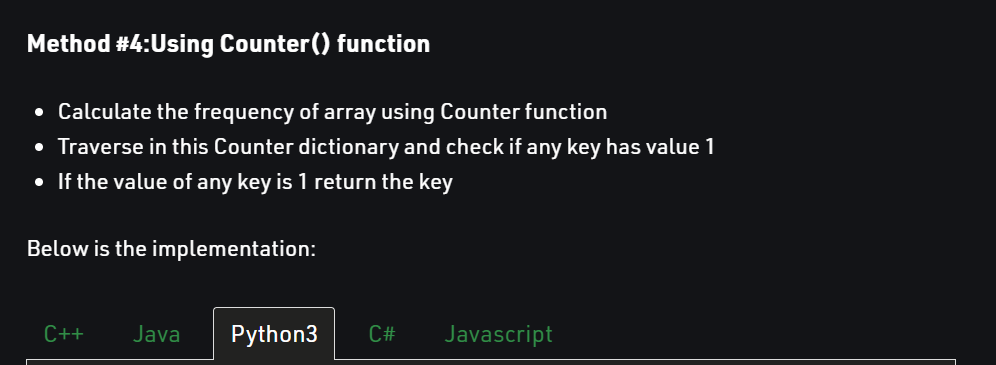 Method #4:Using Counter() function
• Calculate the frequency of array using Counter function
• Traverse in this Counter dictionary and check if any key has value 1
• If the value of any key is 1 return the key
Below is the implementation:
C++ Java Python3 C# Javascript